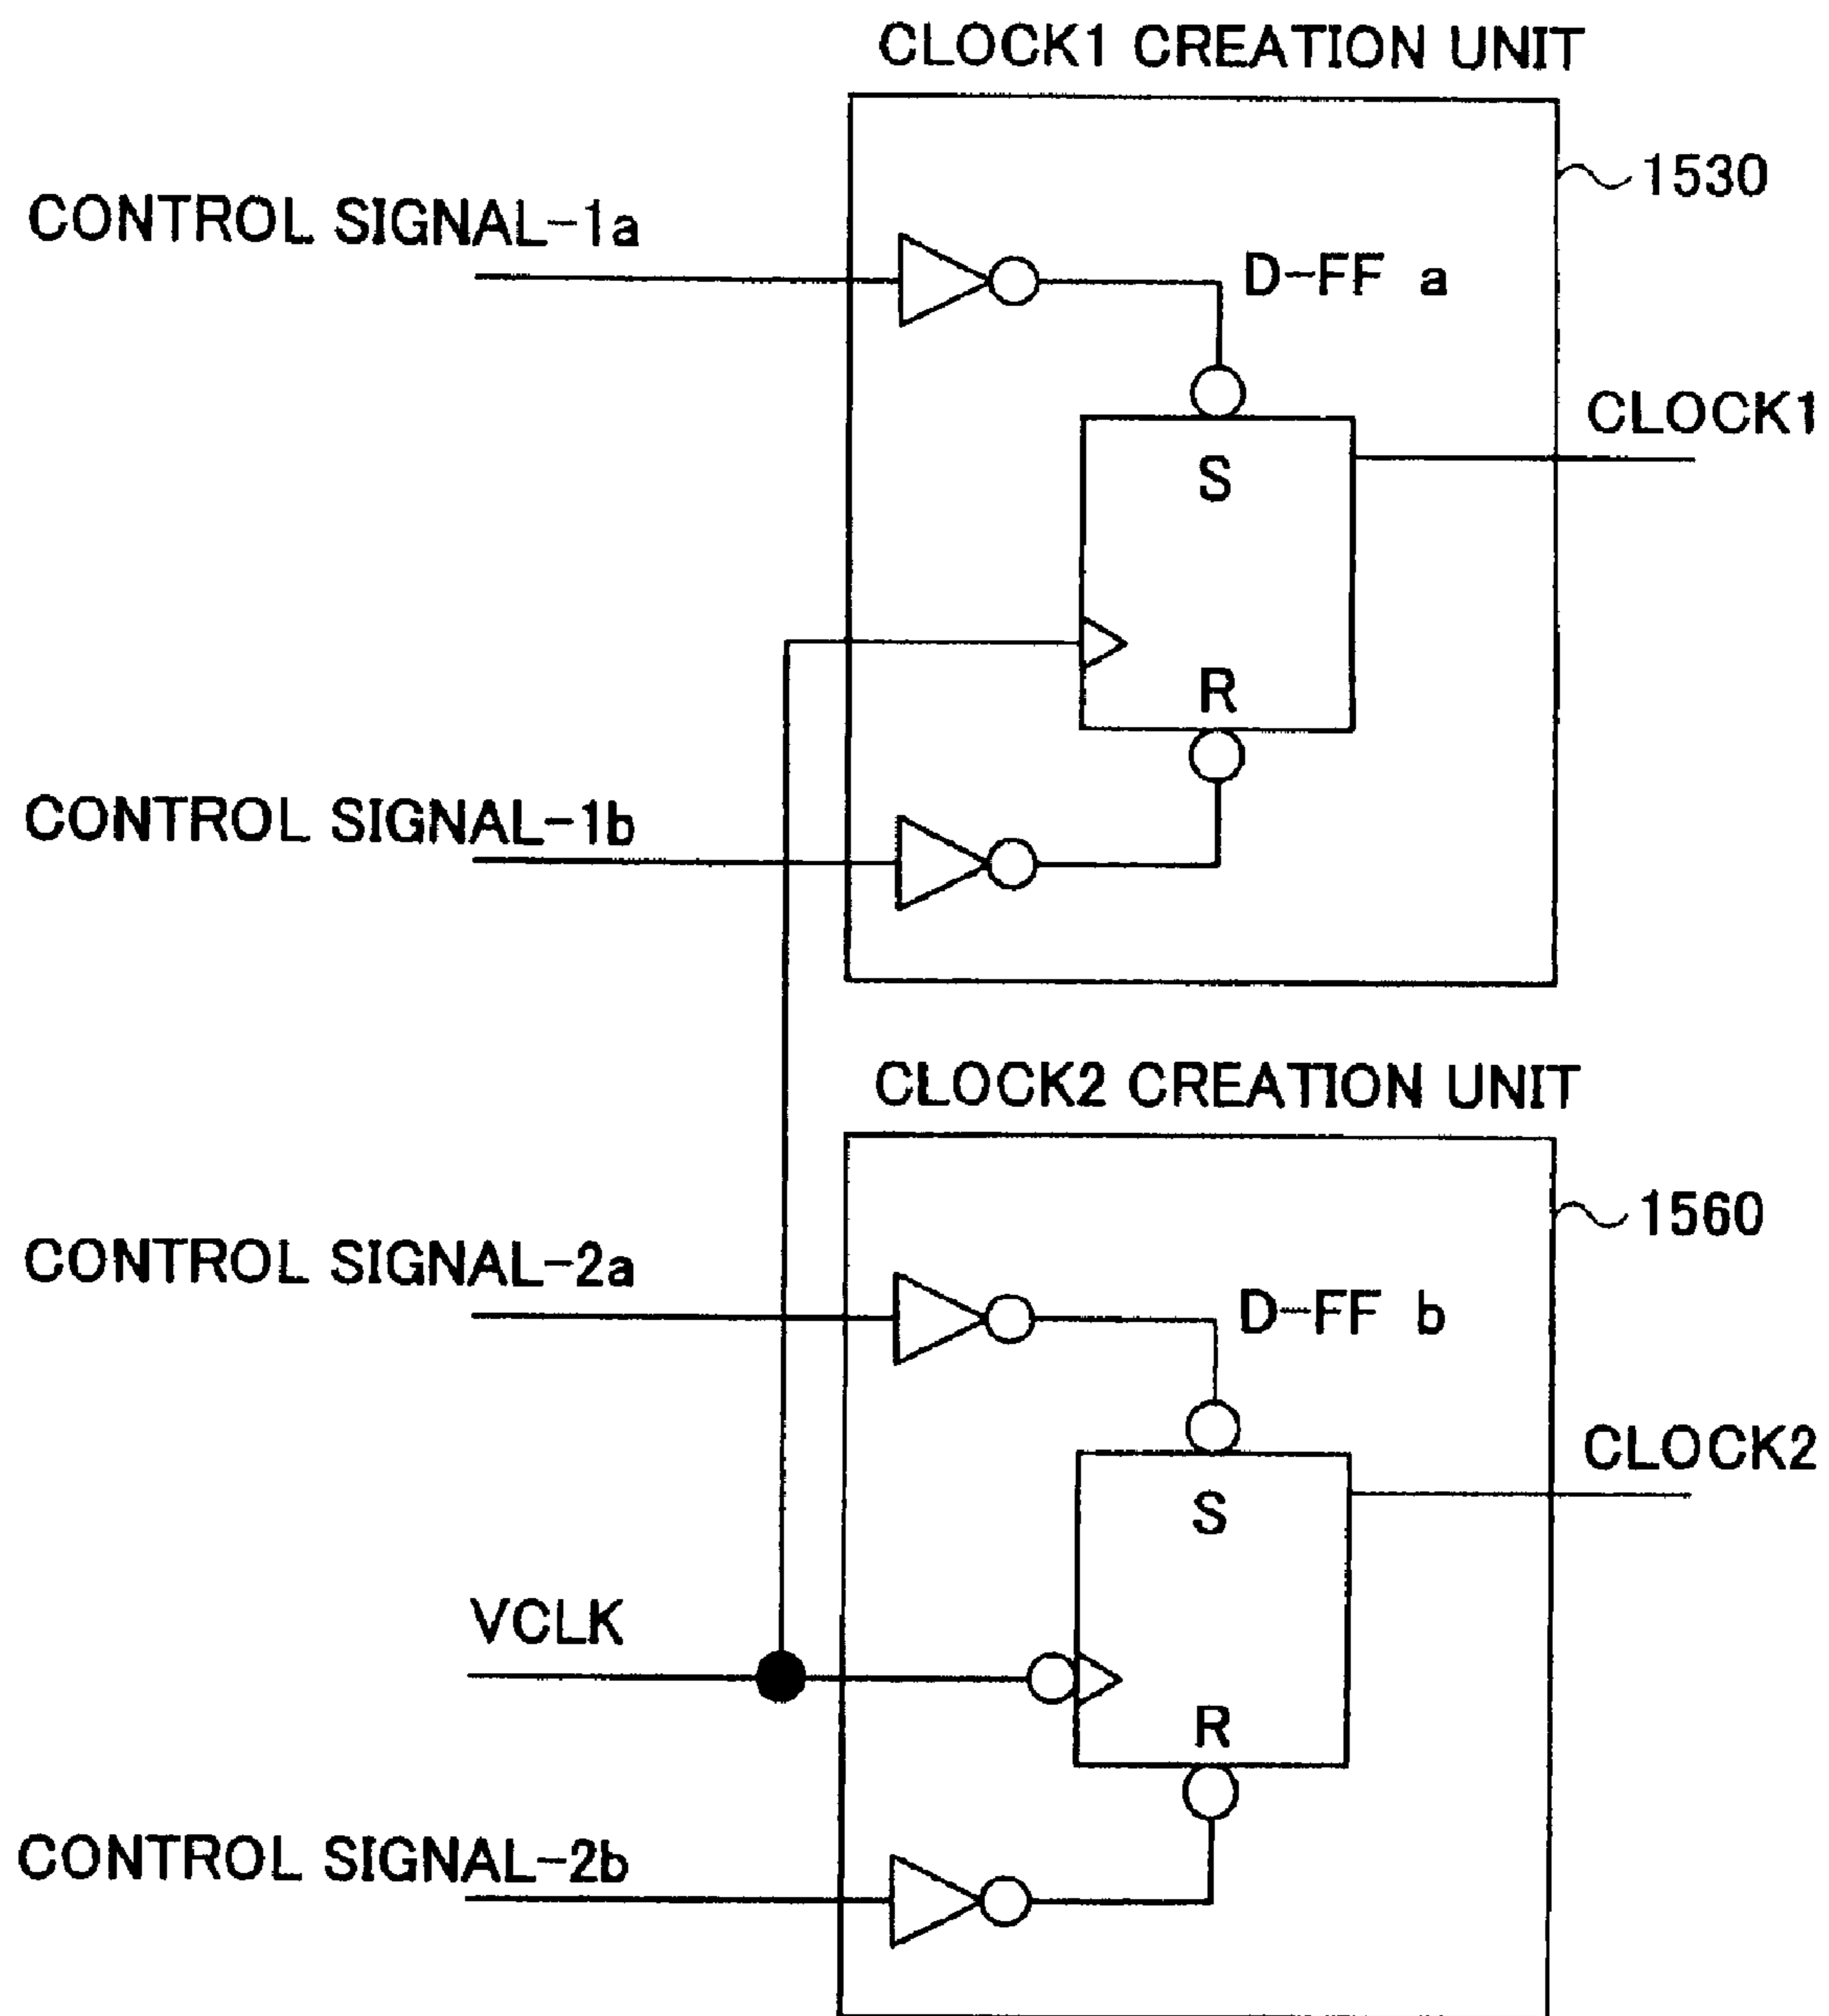 CLOCK1 CREATION UNIT
1530
CONTROL SIGNAL-1a
D-FF a
CLOCK1
S
R
CONTROL SIGNAL-1b
CLOCK2 CREATION UNIT
1560
CONTROL SIGNAL-2a
D-FF b
CLOCK2
S
VCLK
R
CONTROL SIGNAL-2b